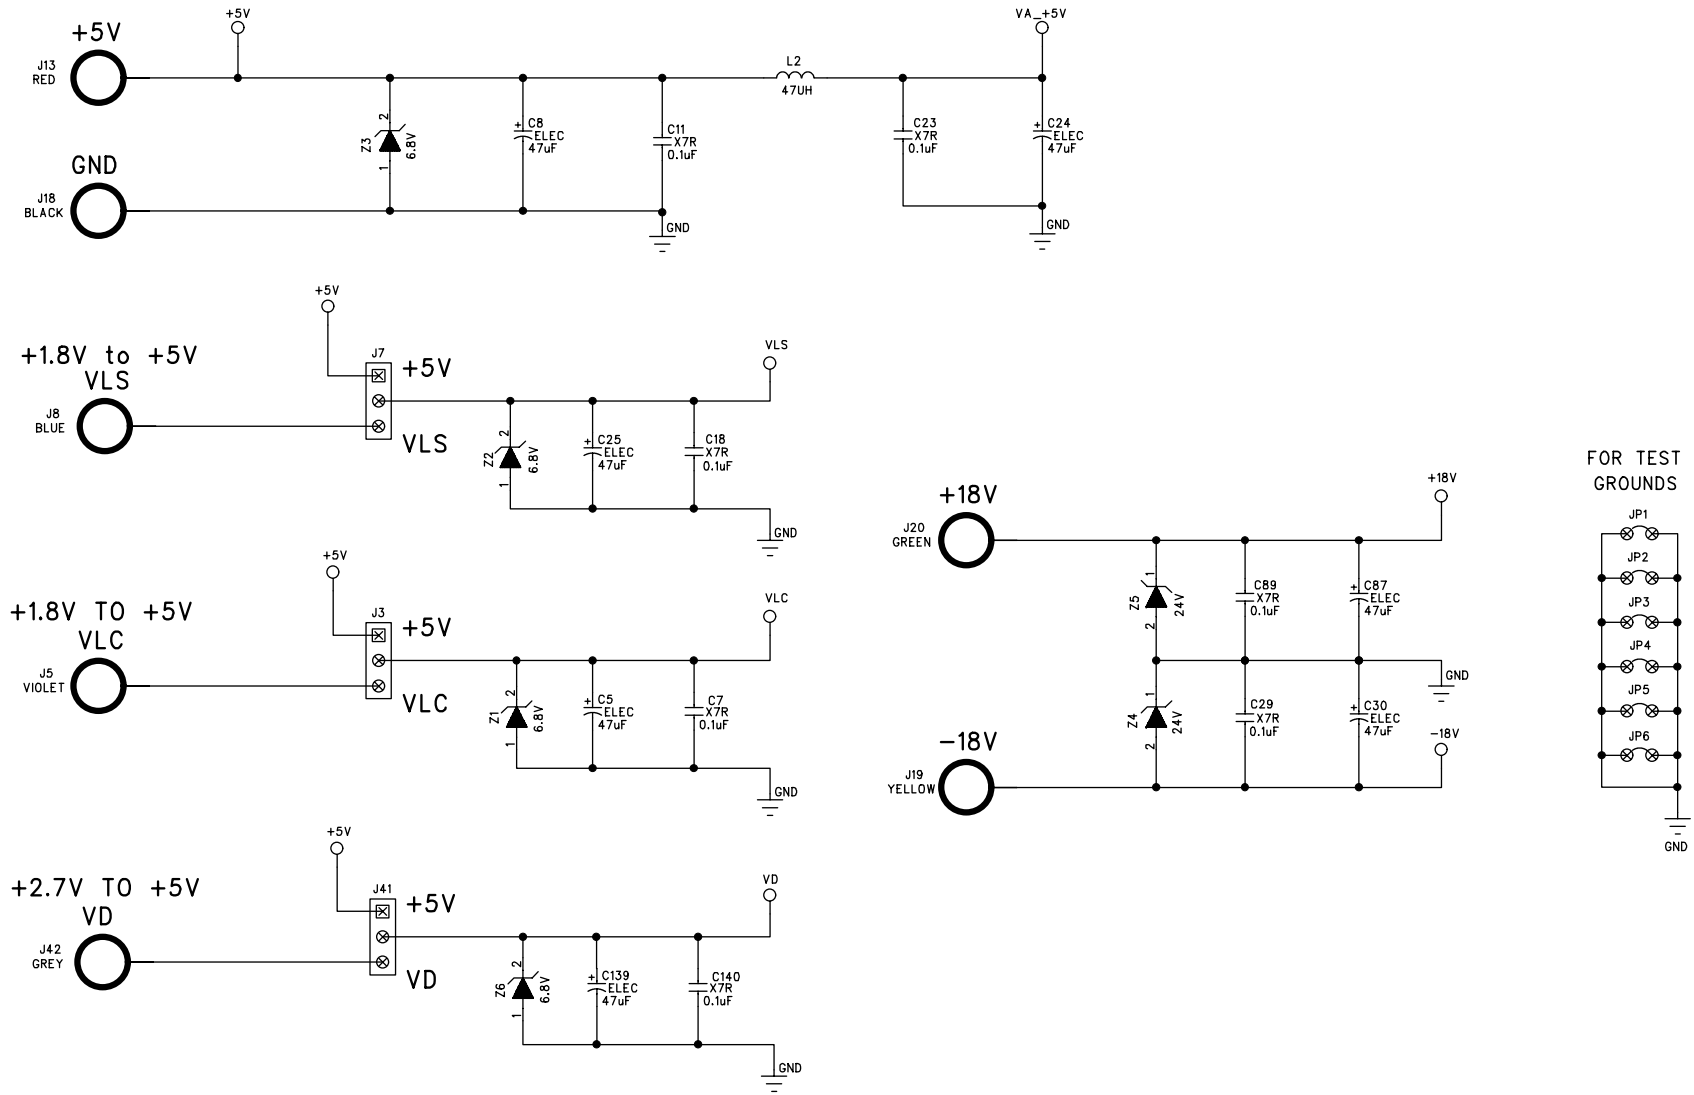 +5V
J13
RED
+5V
Z3
2
1
6.8V
+
C8
ELEC
47uF
C11
X7R
0.1uF
L2
47UH
C23
X7R
0.1uF
VA_+5V
+
C24
ELEC
47uF
GND
GND
J18
BLACK
GND
+1.8V to +5V
VLS
J8
BLUE
+5V
J7
+5V
VLS
Z2
2
1
6.8V
+
C25
ELEC
47uF
C18
X7R
0.1uF
VLS
GND
+1.8V TO +5V
VLC
J5
VIOLET
+5V
J3
+5V
VLC
Z1
2
1
6.8V
+
C5
ELEC
47uF
C7
X7R
0.1uF
VLC
GND
+2.7V TO +5V
VD
J42
GREY
+5V
J41
+5V
VD
Z6
2
1
6.8V
+
C139
ELEC
47uF
C140
X7R
0.1uF
VD
GND
+18V
J20
GREEN
Z5
1
2
24V
C89
X7R
0.1uF
+
C87
ELEC
47uF
+18V
GND
-18V
J19
YELLOW
Z4
1
2
24V
C29
X7R
0.1uF
+
C30
ELEC
47uF
-18V
FOR TEST
GROUNDS
JP1
JP2
JP3
JP4
JP5
JP6
GND